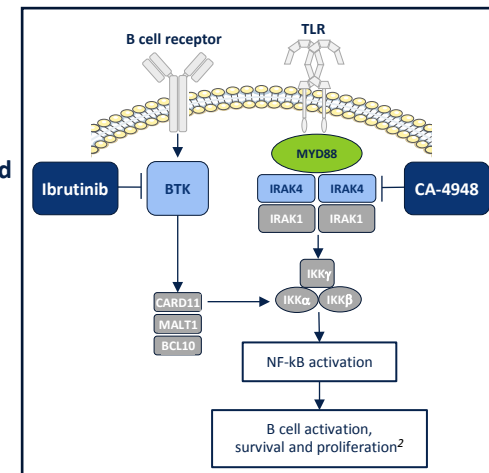 TLR
B cell receptor
MYD88
d
Ibrutinib
BTK
IRAK4 IRAK4
CA-4948
IRAK1 IRAK1
IKKγ
CARD11
IKKα IKKβ
MALT1
BCL10
NF-kB activation
B cell activation,
survival and proliferation2